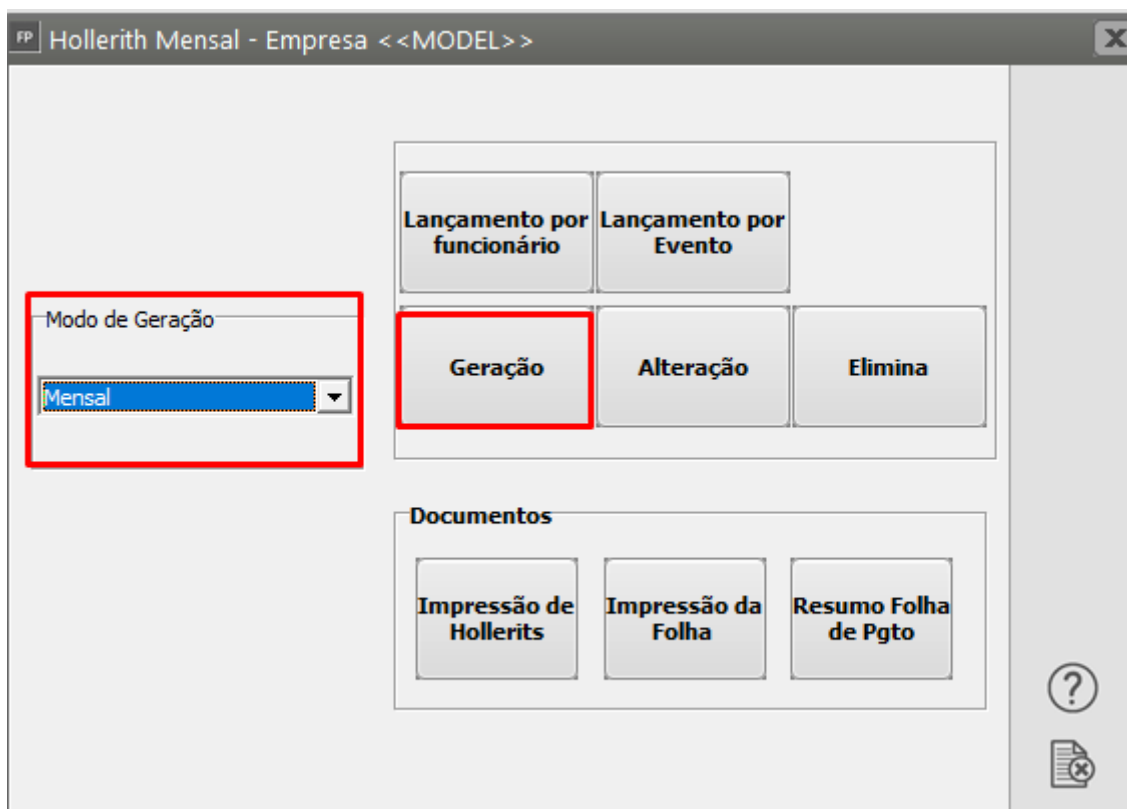 FP Hollerith Mensal - Empresa <<MODEL>>
Lançamento por
funcionário
Lançamento por
Evento
Modo de Geração
Mensal
Geração
Alteração
Elimina
Documentos
Impressão de
Hollerits
Impressão da
Folha
Resumo Folha
de Pgto
?